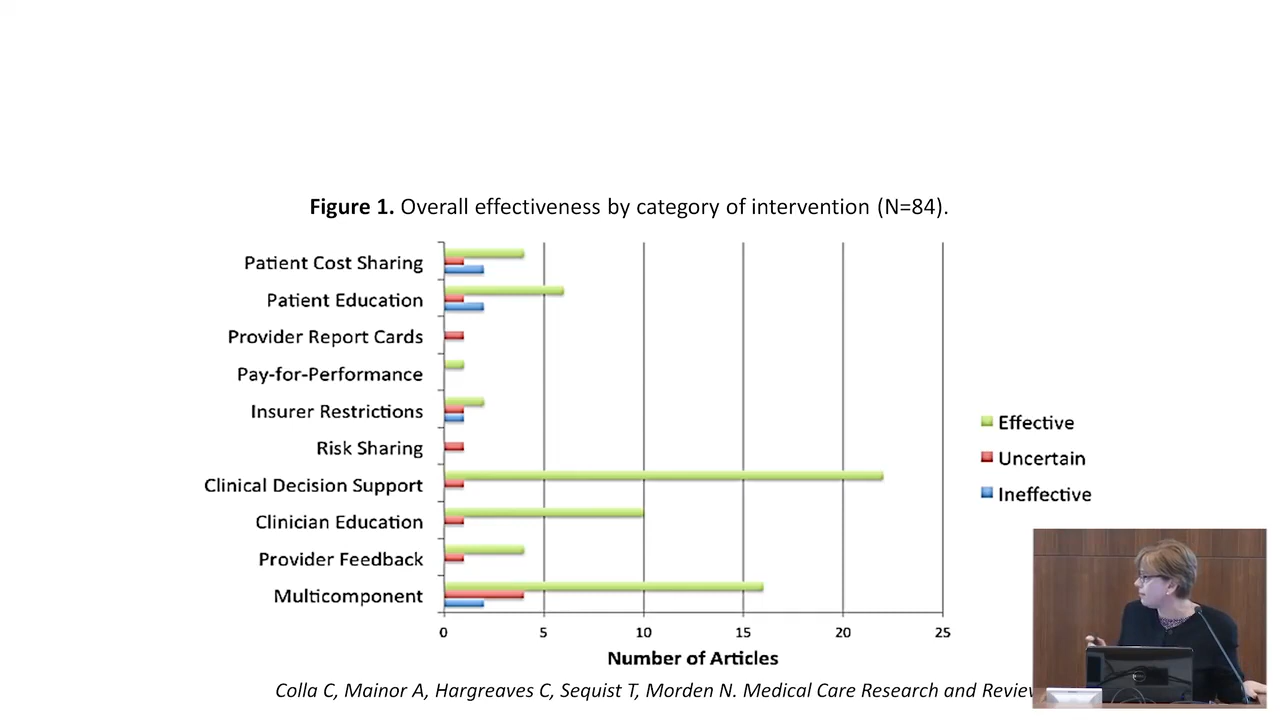 Figure 1. Overall effectiveness by category of intervention (N=84).
Patient Cost Sharing
Patient Education
Provider Report Cards
Pay-for-Performance
Insurer Restrictions
Risk Sharing
Clinical Decision Support
Clinician Education
Provider Feedback
Multicomponent
Effective
Uncertain
Ineffective
0 5 10 15 20 25
Number of Articles
Colla C, Mainor A, Hargreaves C, Sequist T, Morden N. Medical Care Research and Review